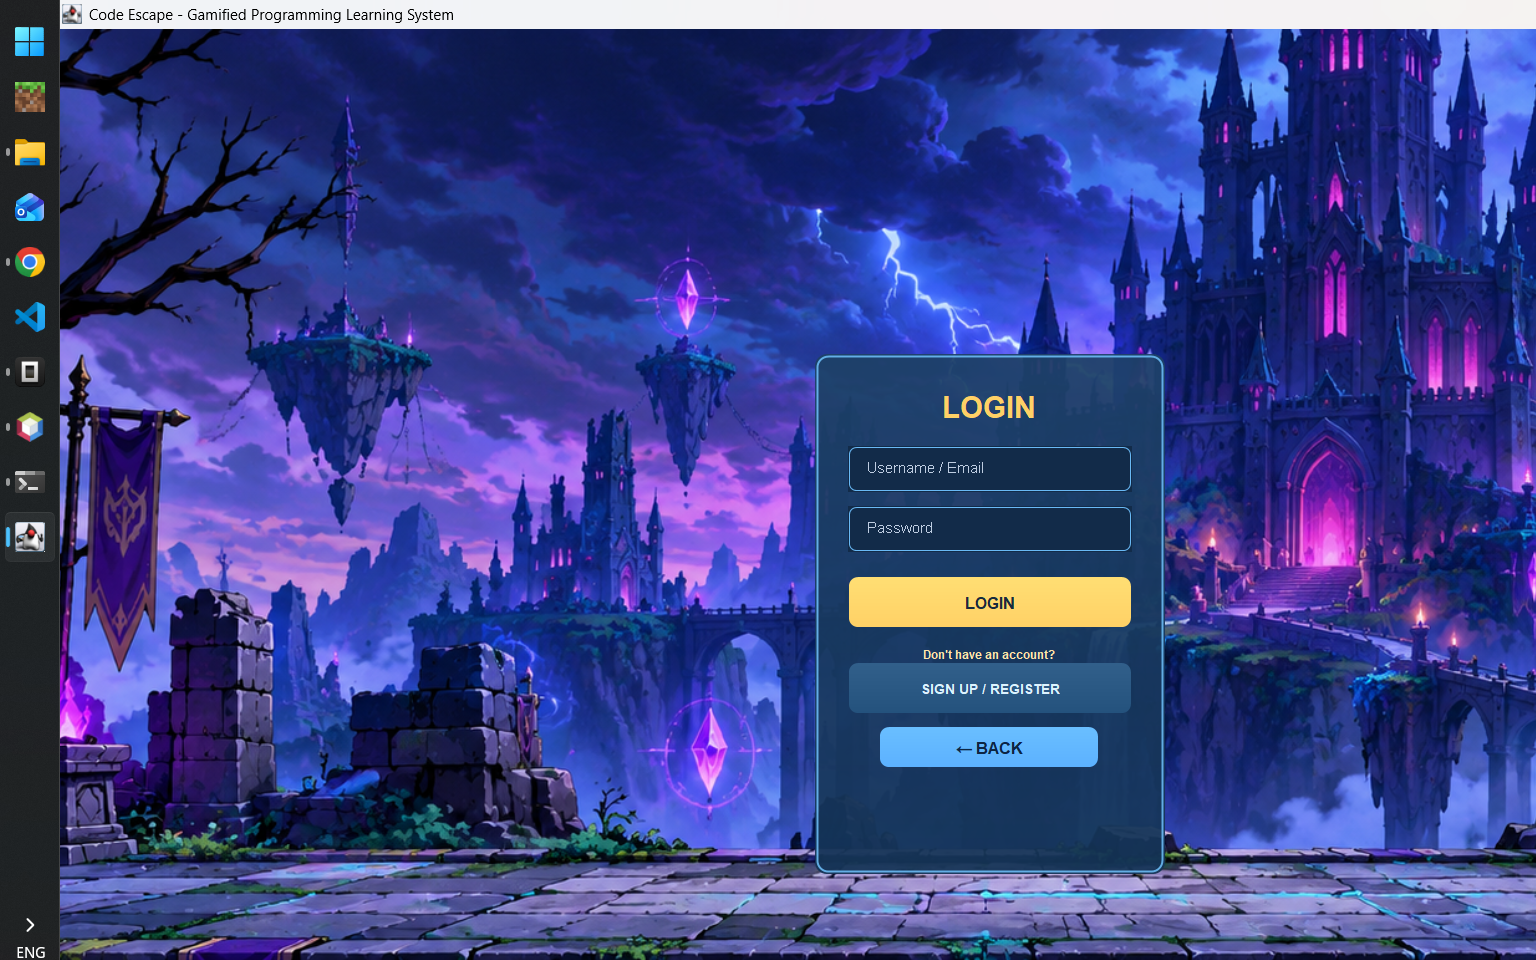 Code Escape - Gamified Programming Learning System
LOGIN
Username / Email
Password
LOGIN
Don't have an account?
SIGN UP / REGISTER
← BACK
ENG